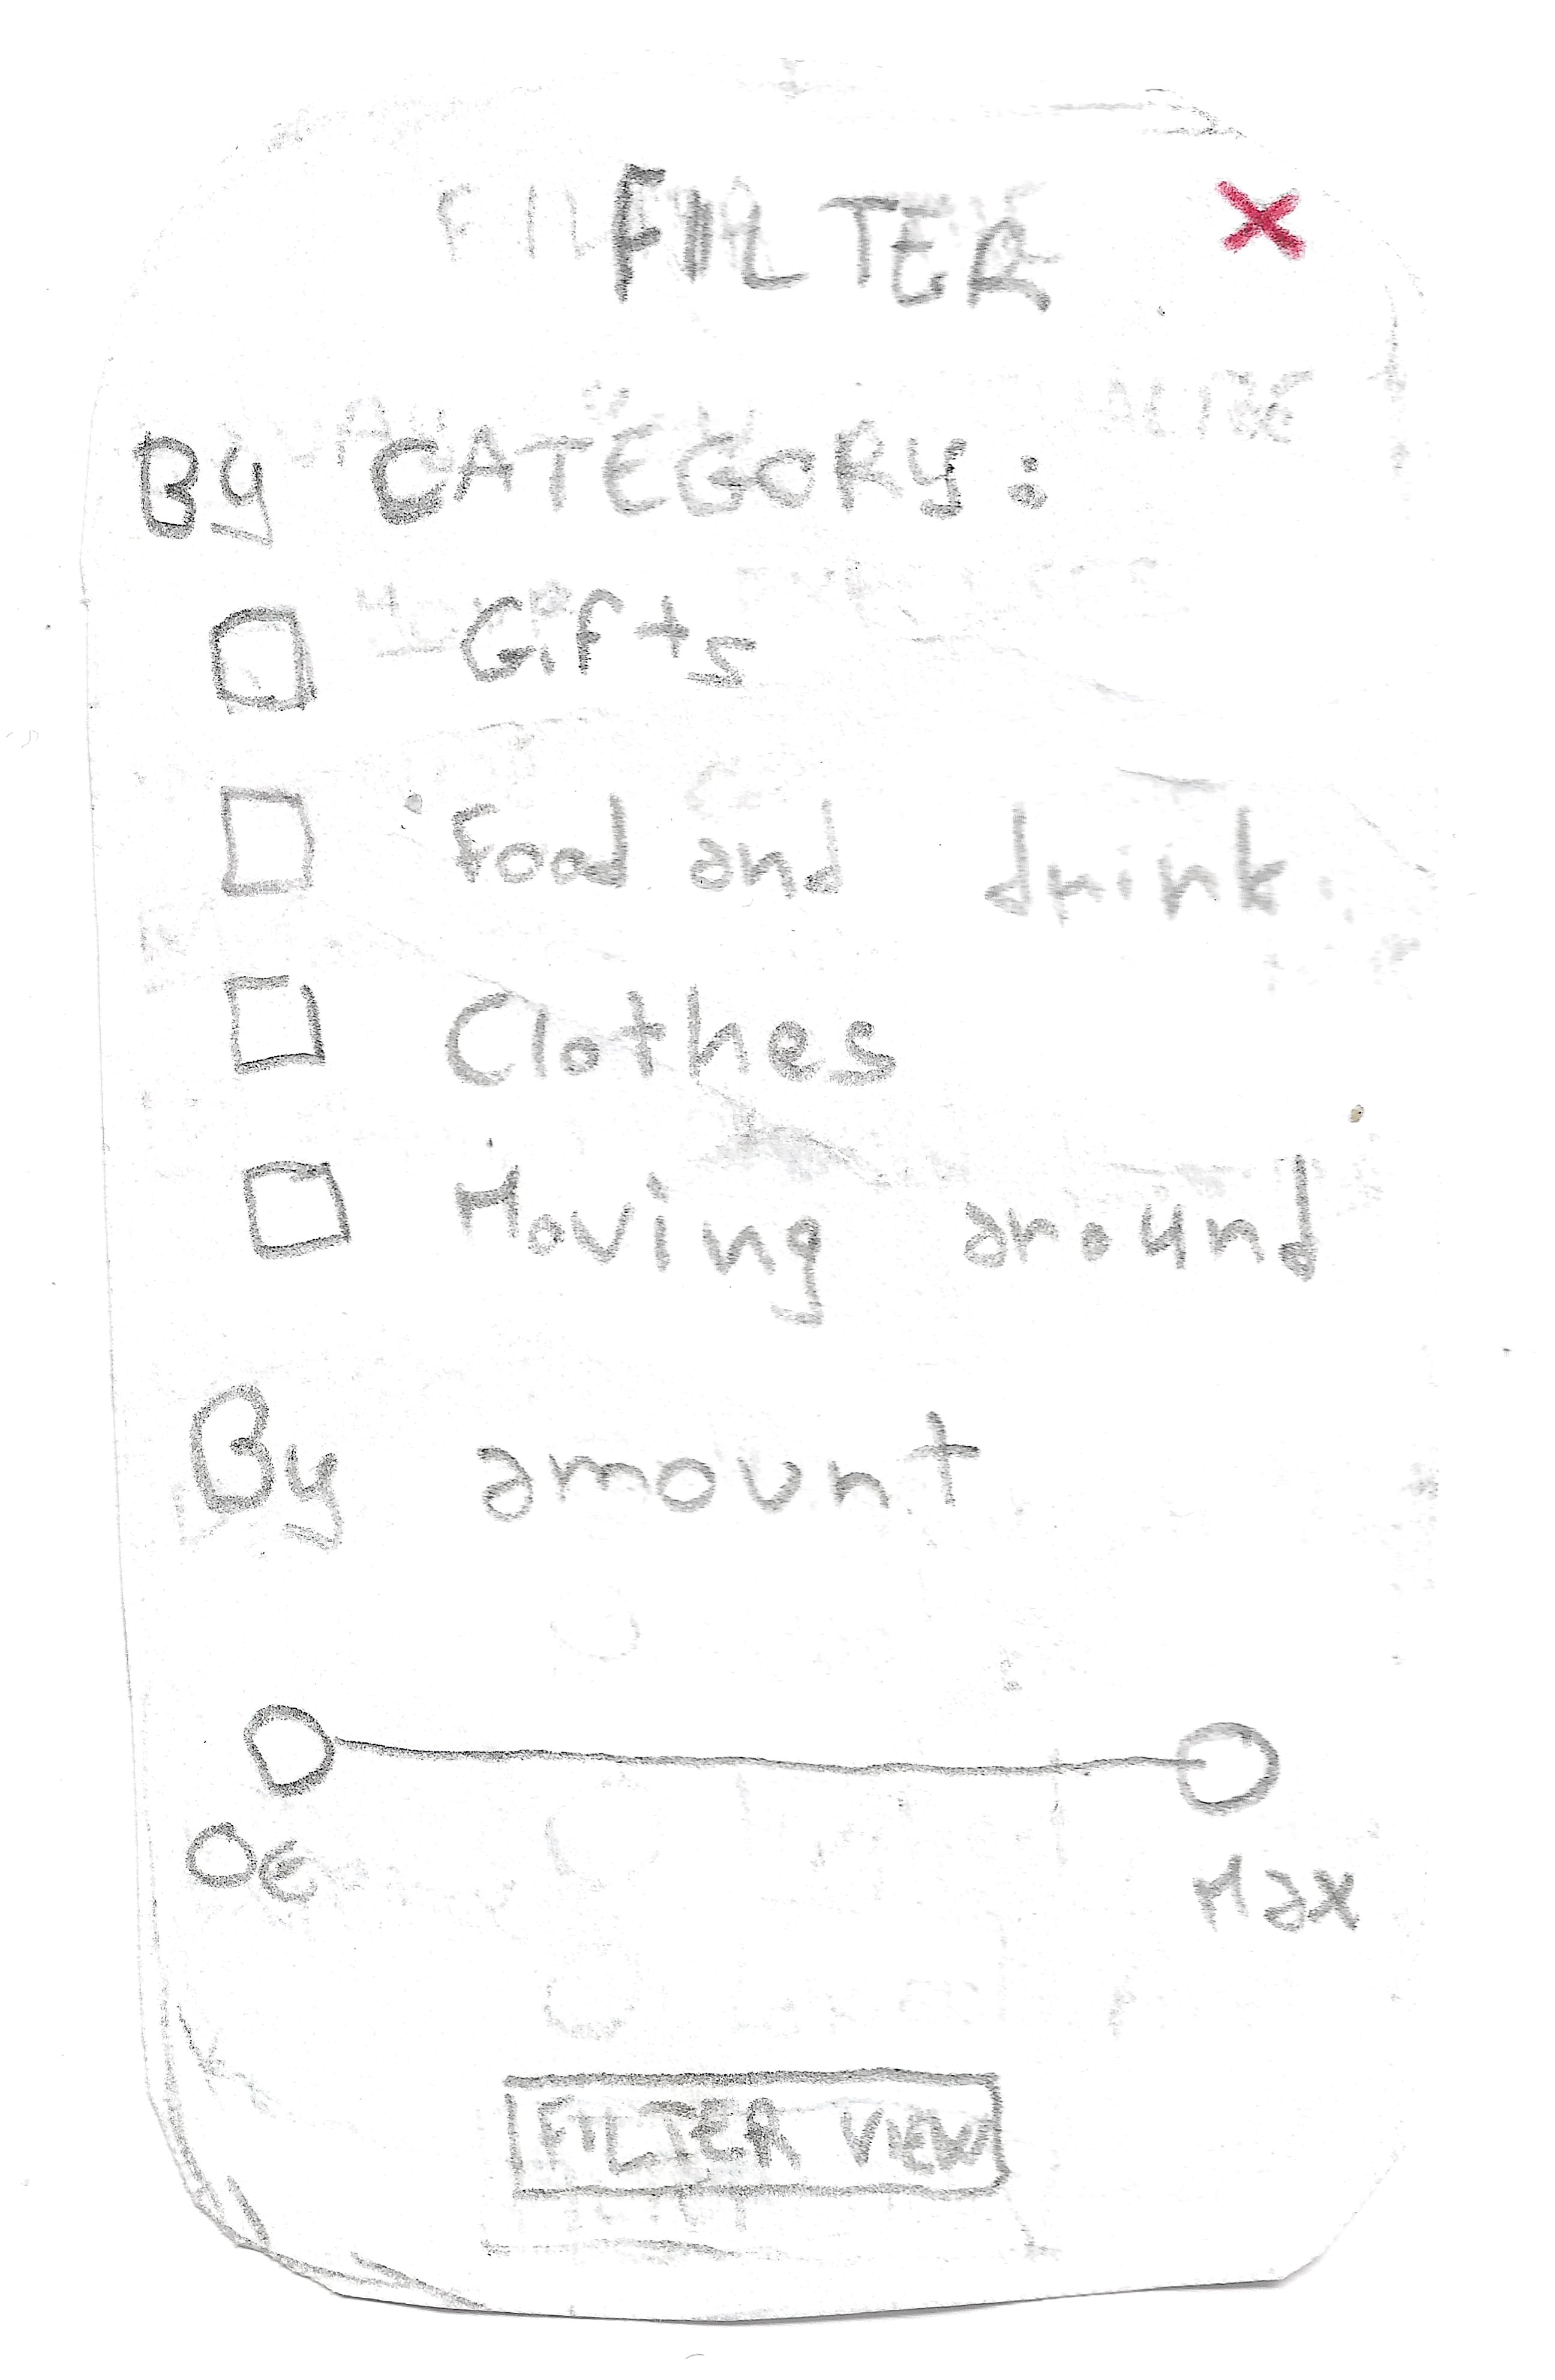 FILTER X
By CATEGORY:
Gifts
Food and drink
Clothes
Moving around
By amount
0€ Max
FILTER VIEW